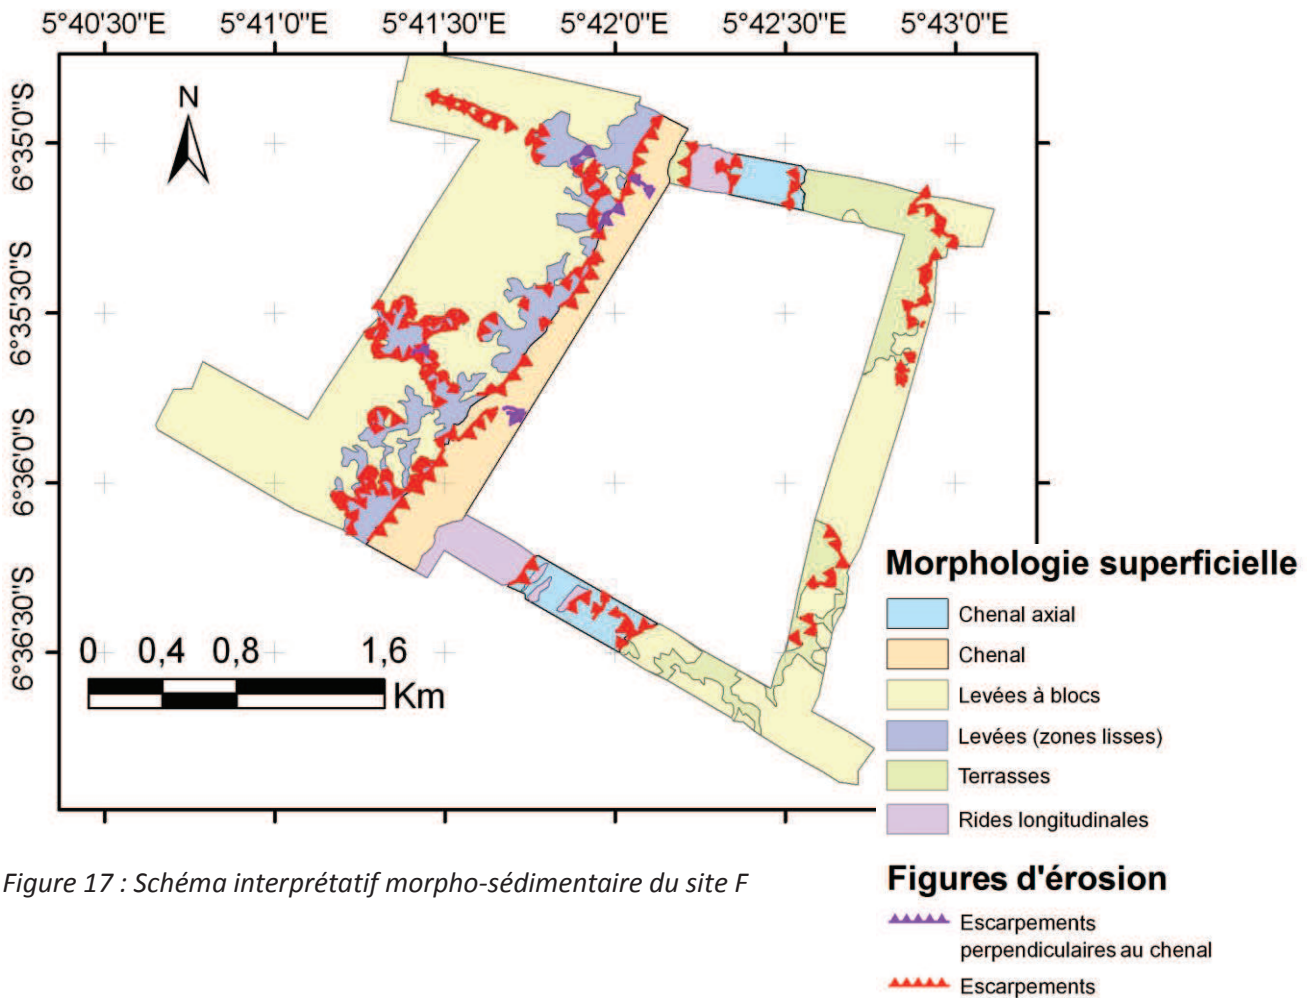 5°40'30"E 5°41'0"E 5°41'30"E 5°42'0"E 5°42'30"E 5°43'0"E
N
6°35'0"S
6°35'30"S
6°36'0"S
6°36'30"S
0 0,4 0,8 1,6
Km
Morphologie superficielle
Chenal axial
Chenal
Levées à blocs
Levées (zones lisses)
Terrasses
Rides longitudinales
Figure 17 : Schéma interprétatif morpho-sédimentaire du site F
Figures d'érosion
Escarpements
perpendiculaires au chenal
Escarpements